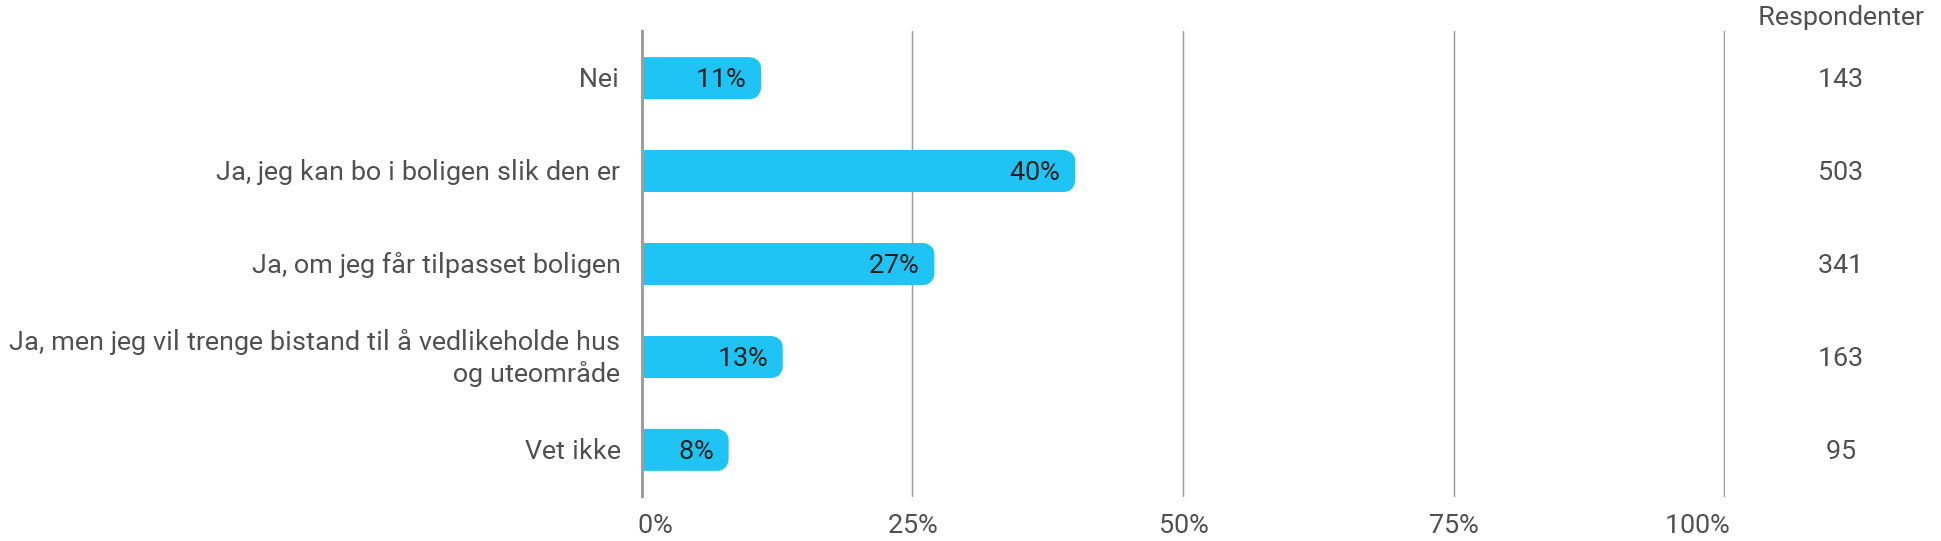 Respondenter
Nei
11%
143
Ja, jeg kan bo i boligen slik den er
40%
503
Ja, om jeg får tilpasset boligen
27%
341
Ja, men jeg vil trenge bistand til å vedlikeholde hus
og uteområde
13%
163
Vet ikke
8%
95
0%
25%
50%
75%
100%